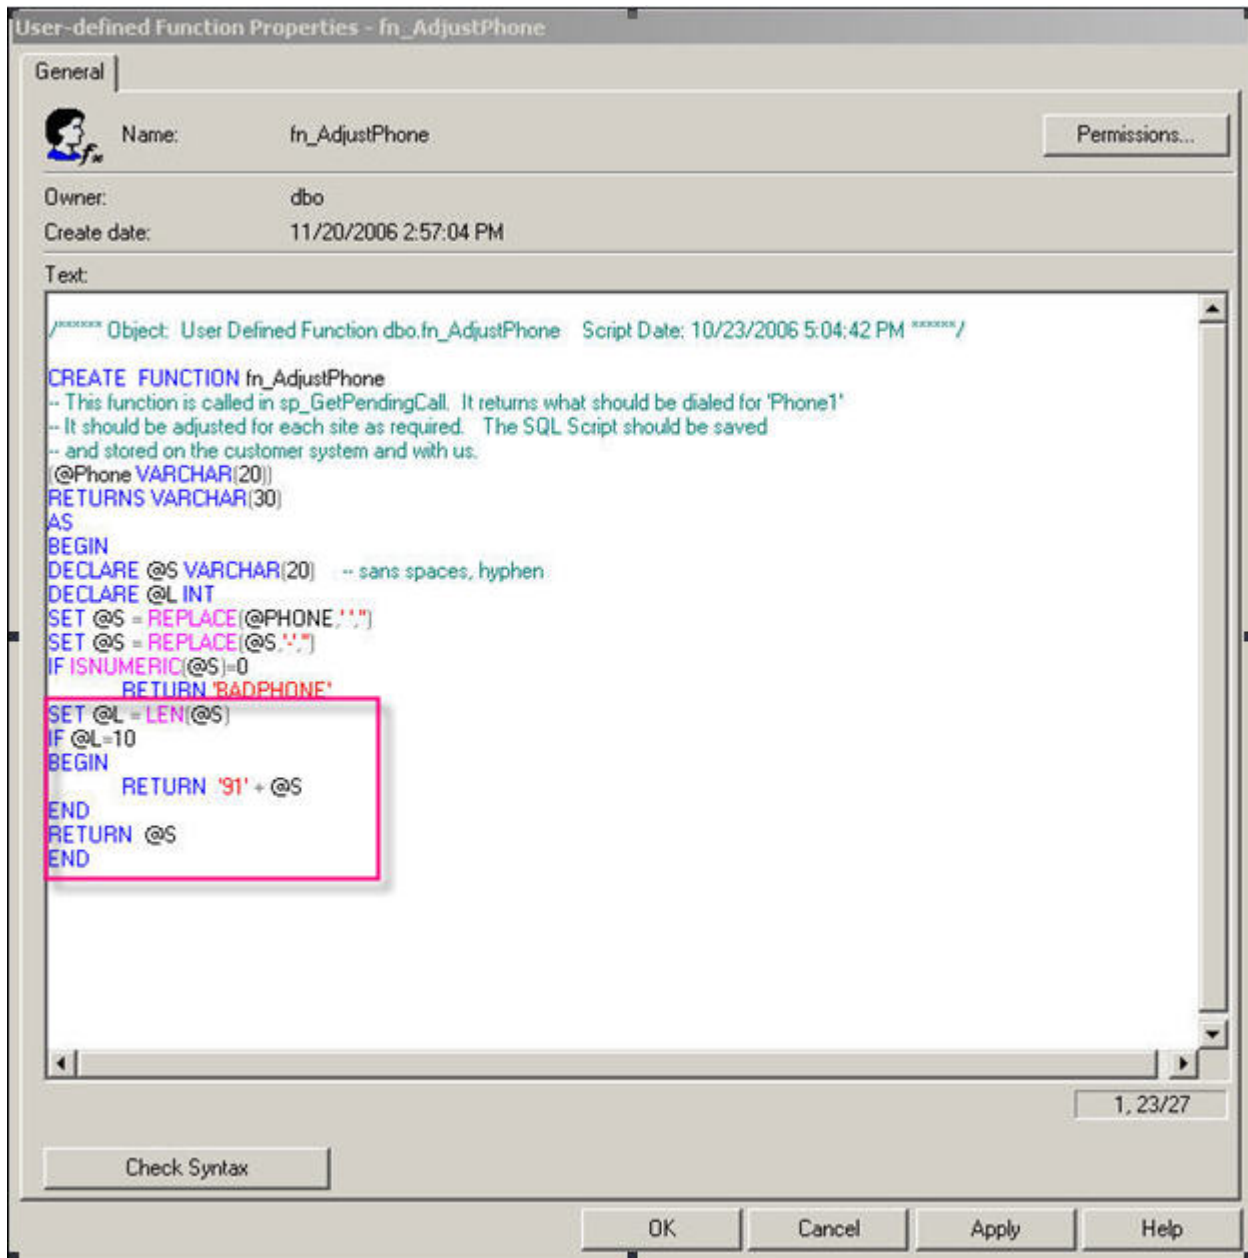 User-defined Function Properties - fn_AdjustPhone
General
Name: fn_AdjustPhone
Permissions...
Owner: dbo
Create date: 11/20/2006 2:57:04 PM
Text:
/****** Object:  User Defined Function dbo.fn_AdjustPhone    Script Date: 10/23/2006 5:04:42 PM ******/
CREATE  FUNCTION fn_AdjustPhone
-- This function is called in sp_GetPendingCall.  It returns what should be dialed for 'Phone1'
-- It should be adjusted for each site as required.   The SQL Script should be saved
-- and stored on the customer system and with us.
(@Phone VARCHAR(20))
RETURNS VARCHAR(30)
AS
BEGIN
DECLARE @S VARCHAR(20)    -- sans spaces, hyphen
DECLARE @L INT
SET @S = REPLACE(@PHONE,' ','')
SET @S = REPLACE(@S,'-','')
IF ISNUMERIC(@S)=0
RETURN 'BADPHONE'
SET @L = LEN(@S)
IF @L=10
BEGIN
RETURN  '91' + @S
END
RETURN  @S
END
1, 23/27
Check Syntax
OK
Cancel
Apply
Help